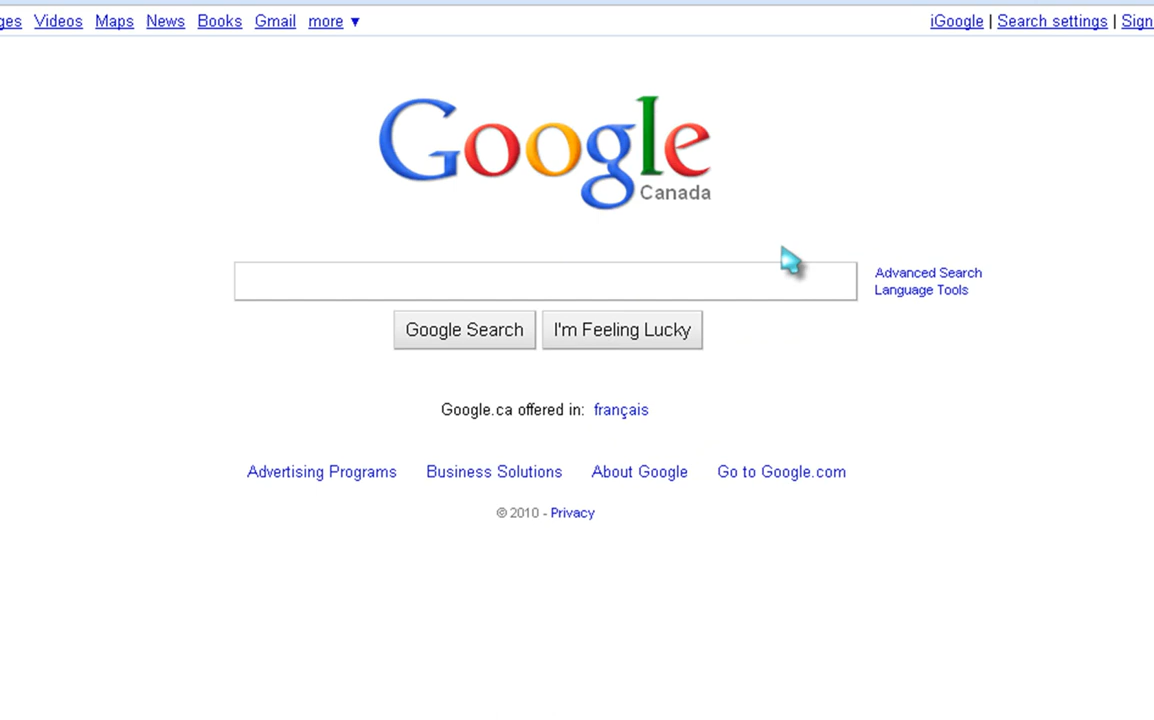 ges Videos Maps News Books Gmail more ▼ iGoogle | Search settings | Sign
Google
Canada
Advanced Search
Language Tools
Google Search I'm Feeling Lucky
Google.ca offered in: français
Advertising Programs Business Solutions About Google Go to Google.com
© 2010 - Privacy